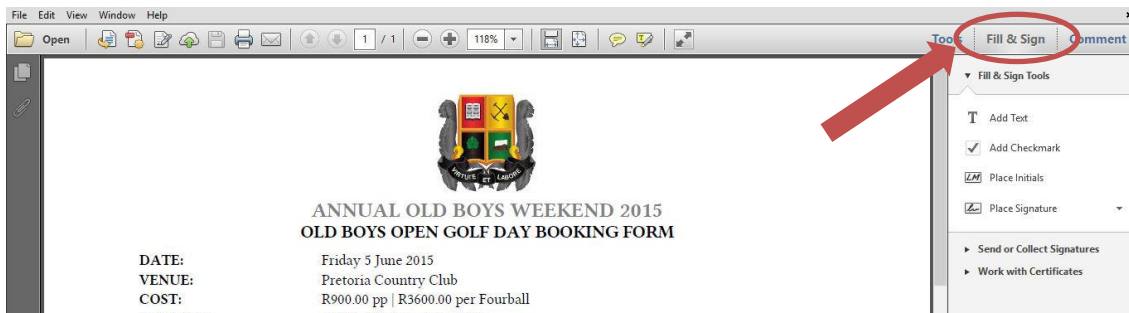 File Edit View Window Help
Open 1 / 1 118% Tools Fill & Sign Comment
Fill & Sign Tools
T Add Text
Add Checkmark
LM Place Initials
Place Signature
Send or Collect Signatures
Work with Certificates
VIRTUTE ET LABORE
ANNUAL OLD BOYS WEEKEND 2015
OLD BOYS OPEN GOLF DAY BOOKING FORM
DATE: Friday 5 June 2015
VENUE: Pretoria Country Club
COST: R900.00 pp | R3600.00 per Fourball